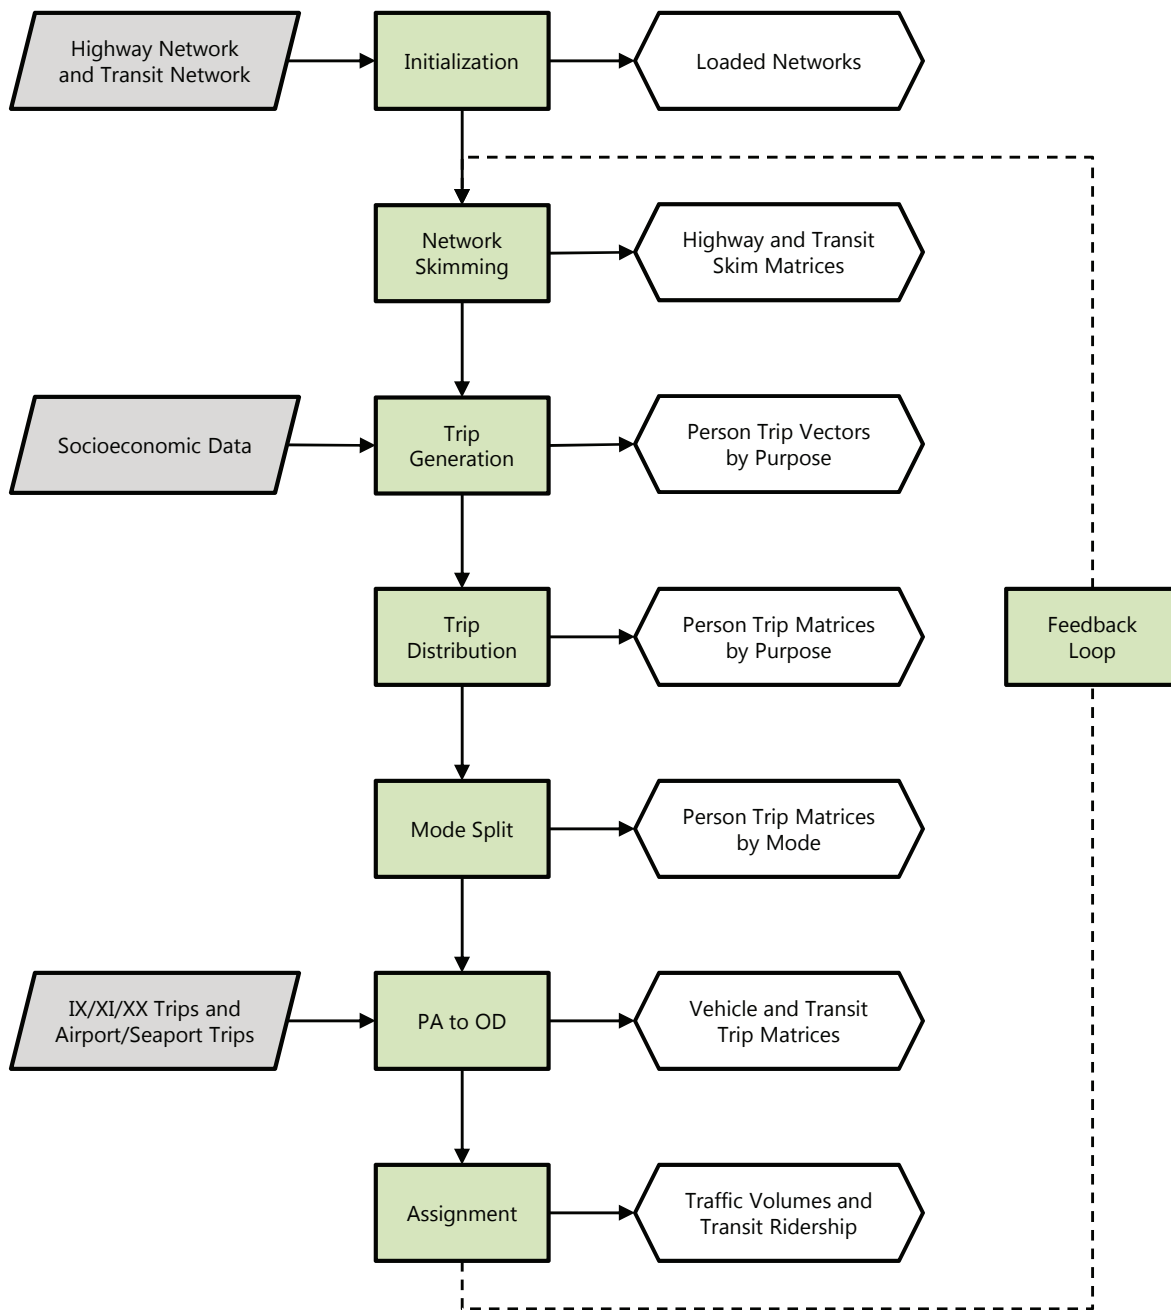 Highway Network
and Transit Network
Initialization
Loaded Networks
Network
Skimming
Highway and Transit
Skim Matrices
Socioeconomic Data
Trip
Generation
Person Trip Vectors
by Purpose
Trip
Distribution
Person Trip Matrices
by Purpose
Feedback
Loop
Mode Split
Person Trip Matrices
by Mode
IX/XI/XX Trips and
Airport/Seaport Trips
PA to OD
Vehicle and Transit
Trip Matrices
Assignment
Traffic Volumes and
Transit Ridership